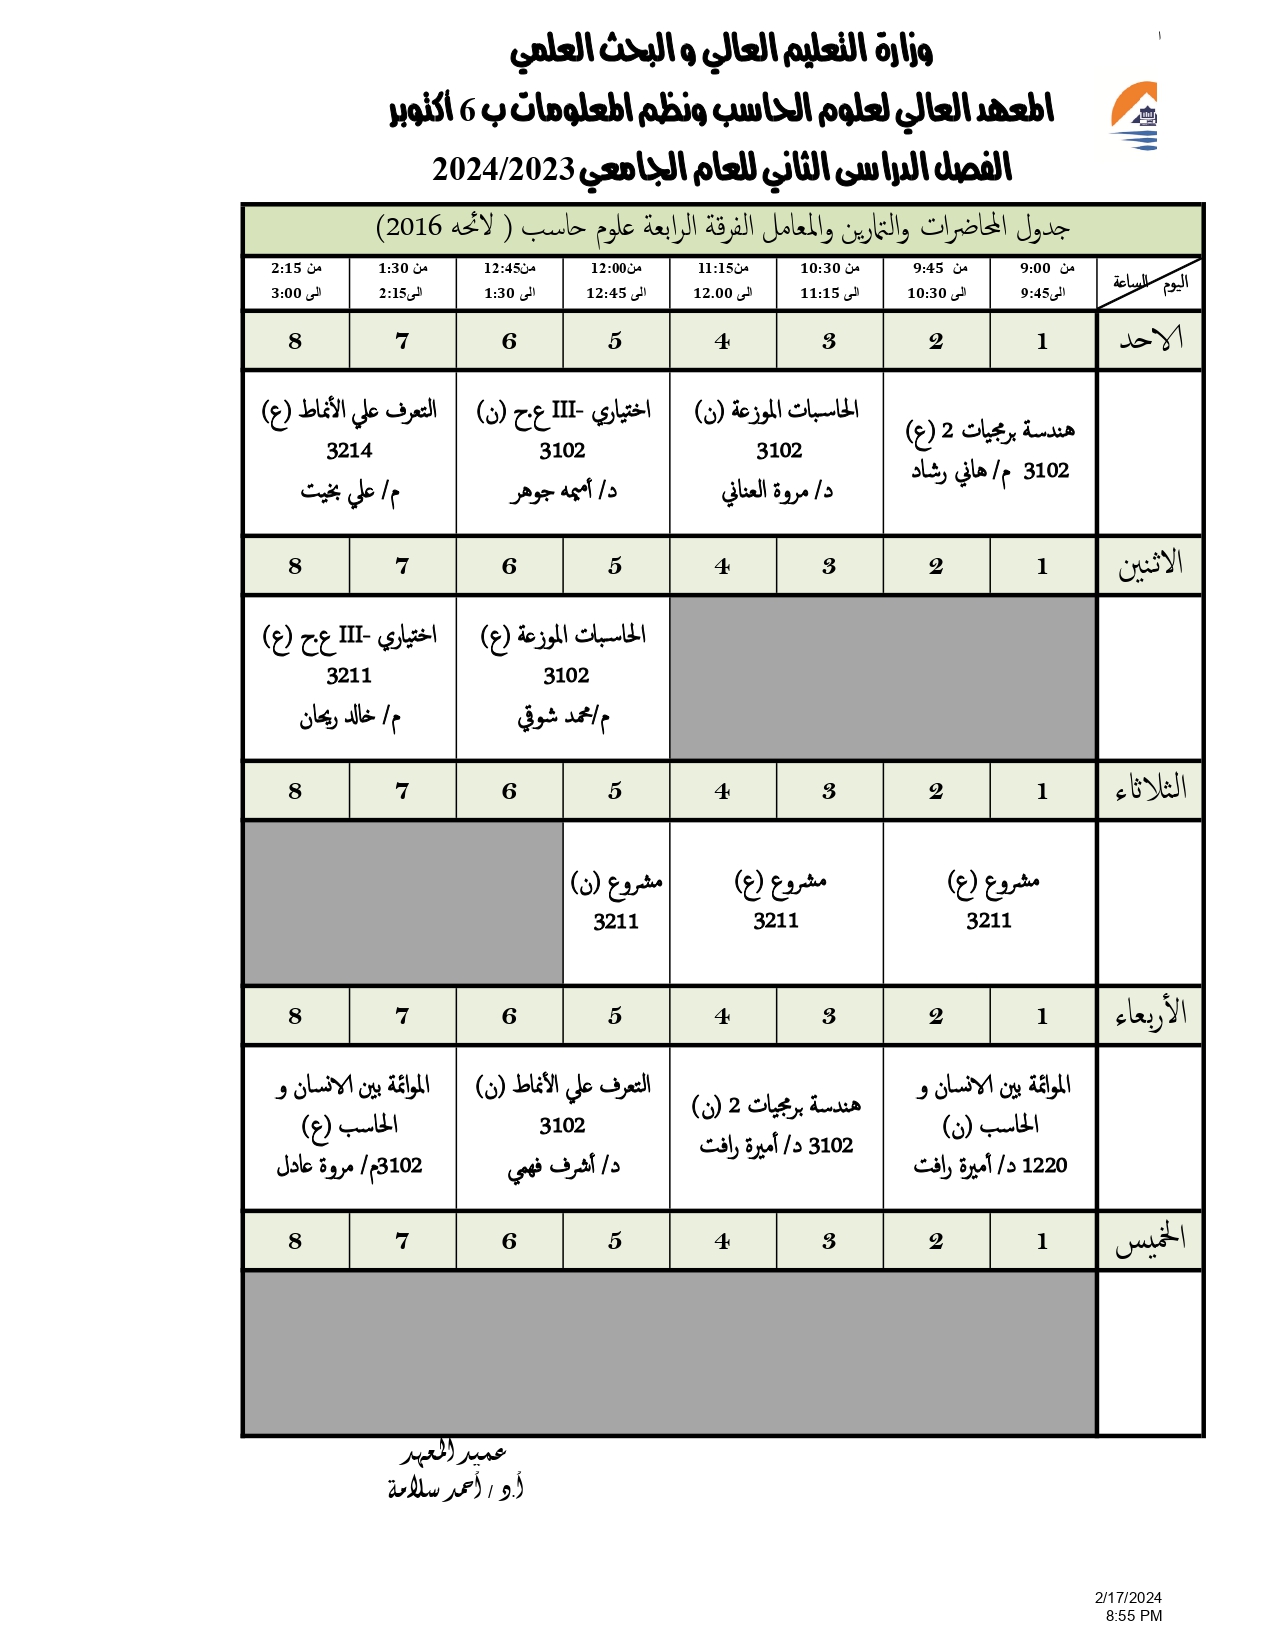 وزارة التعليم العالي و البحث العلمي
المعهد العالي لعلوم الحاسب ونظم المعلومات ب 6 أكتوبر
الفصل الدراسى الثاني للعام الجامعي 2024/2023
جدول المحاضرات والتمارين والمعامل الفرقة الرابعة علوم حاسب ( لائحه 2016)
اليوم الساعة
من 9:00
الى9:45
من 9:45
الى 10:30
من 10:30
الى 11:15
من11:15
الى 12.00
من12:00
الى 12:45
من12:45
الى 1:30
من 1:30
الى2:15
من 2:15
الى 3:00
الاحد 1 2 3 4 5 6 7 8
هندسة برمجيات 2 (ع)
3102 م/ هاني رشاد
الحاسبات الموزعة (ن)
3102
د/ مروة العناني
اختياري -III ع.ح (ن)
3102
د/ أميمه جوهر
التعرف علي الأنماط (ع)
3214
م/ علي بخيت
الاثنين 1 2 3 4 5 6 7 8
الحاسبات الموزعة (ع)
3102
م/محمد شوقي
اختياري -III ع.ح (ع)
3211
م/ خالد ريحان
الثلاثاء 1 2 3 4 5 6 7 8
مشروع (ع)
3211
مشروع (ع)
3211
مشروع (ن)
3211
الأربعاء 1 2 3 4 5 6 7 8
الموائمة بين الانسان و
الحاسب (ن)
1220 د/ أميرة رافت
هندسة برمجيات 2 (ن)
3102 د/ أميرة رافت
التعرف علي الأنماط (ن)
3102
د/ أشرف فهمي
الموائمة بين الانسان و
الحاسب (ع)
3102م/ مروة عادل
الخميس 1 2 3 4 5 6 7 8
عميد المعهد
أ.د / أحمد سلامة
2/17/2024
8:55 PM